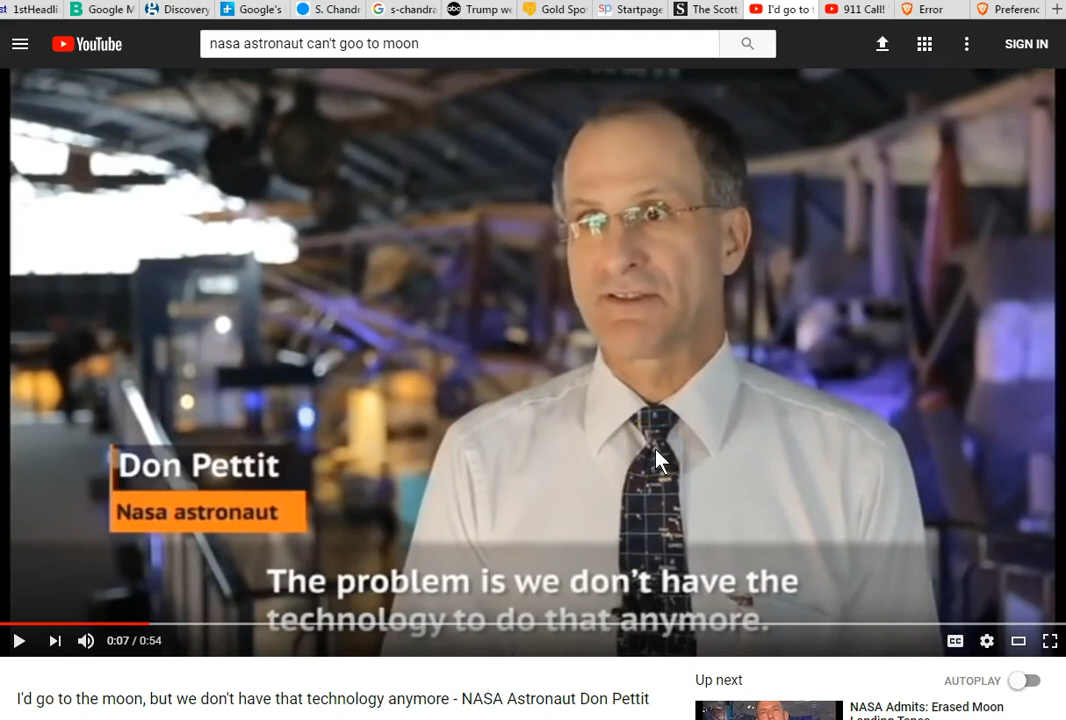 1stHeadli Google M Discovery Google's S. Chandr s-chandra Trump we Gold Spo Startpage The Scott I'd go to t 911 Call! Error Preferenc
YouTube nasa astronaut can't goo to moon SIGN IN
Don Pettit
Nasa astronaut
The problem is we don't have the
technology to do that anymore.
0:07 / 0:54 CC
I'd go to the moon, but we don't have that technology anymore - NASA Astronaut Don Pettit
Up next AUTOPLAY
NASA Admits: Erased Moon
Landing Tapes